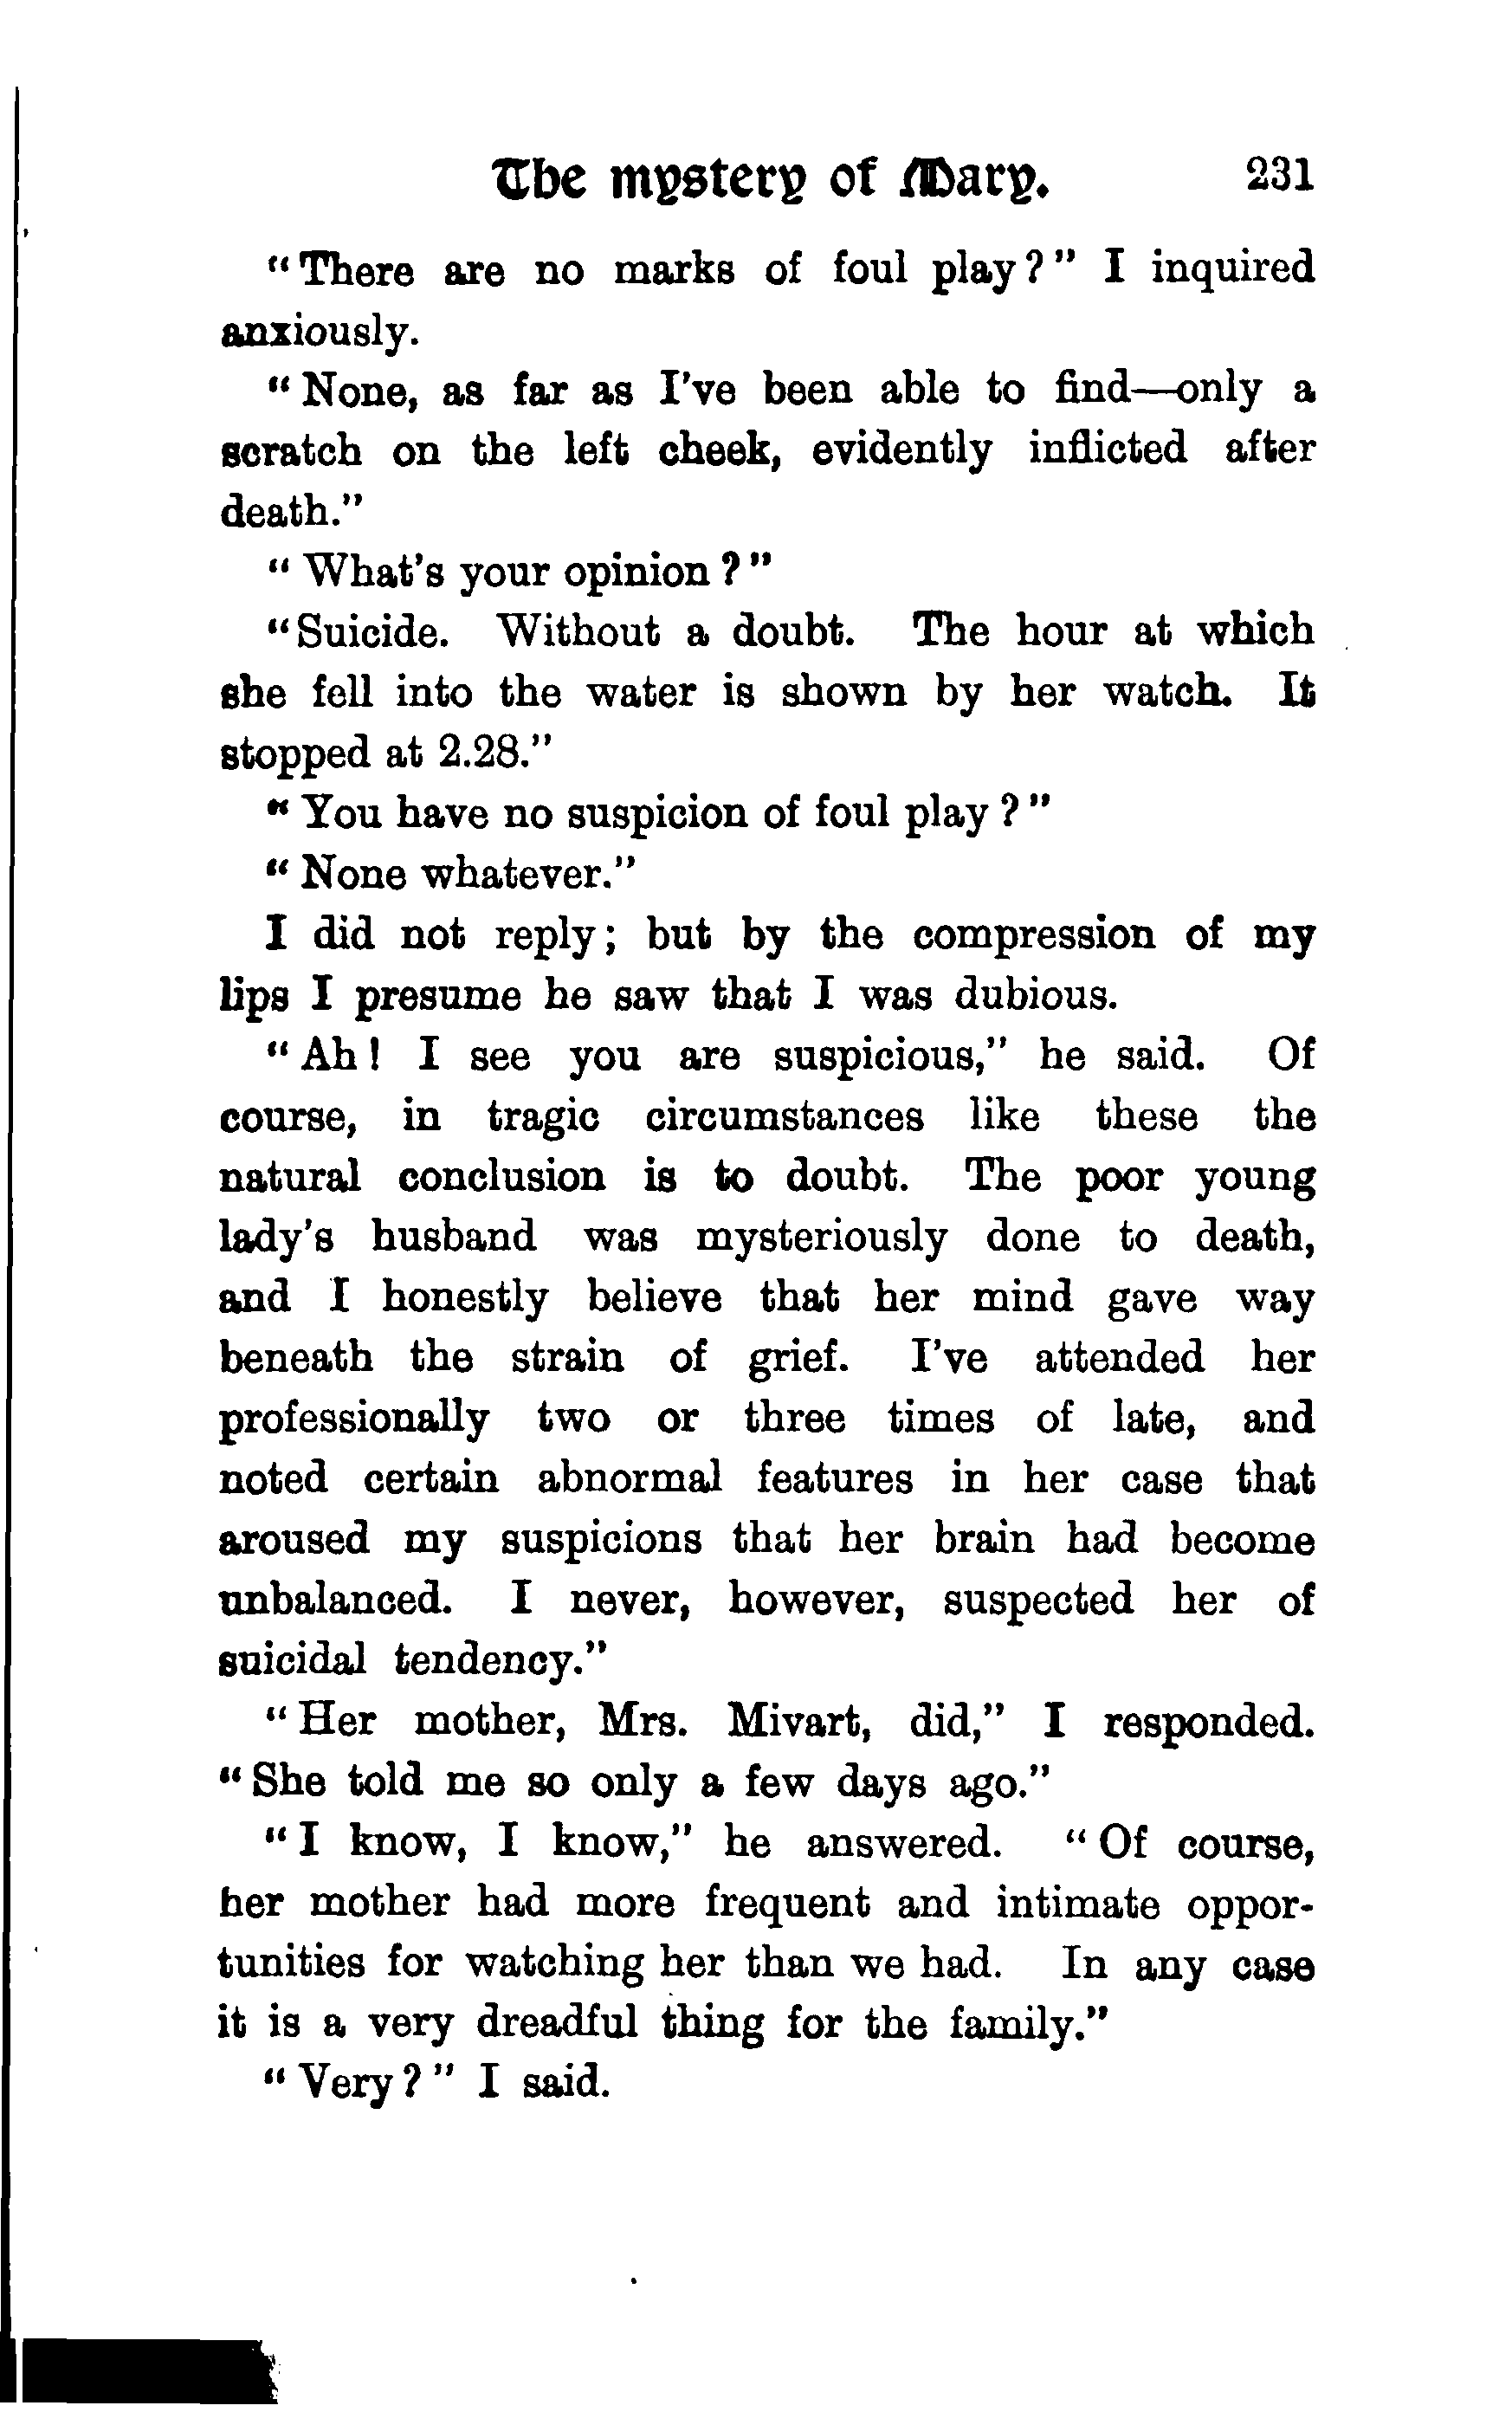 The mystery of Mary. 231
"There are no marks of foul play?" I inquired
anxiously.
"None, as far as I've been able to find—only a
scratch on the left cheek, evidently inflicted after
death."
"What's your opinion?"
"Suicide. Without a doubt. The hour at which
she fell into the water is shown by her watch. It
stopped at 2.28."
"You have no suspicion of foul play?"
"None whatever."
I did not reply; but by the compression of my
lips I presume he saw that I was dubious.
"Ah! I see you are suspicious," he said. Of
course, in tragic circumstances like these the
natural conclusion is to doubt. The poor young
lady's husband was mysteriously done to death,
and I honestly believe that her mind gave way
beneath the strain of grief. I've attended her
professionally two or three times of late, and
noted certain abnormal features in her case that
aroused my suspicions that her brain had become
unbalanced. I never, however, suspected her of
suicidal tendency."
"Her mother, Mrs. Mivart, did," I responded.
"She told me so only a few days ago."
"I know, I know," he answered. "Of course,
her mother had more frequent and intimate oppor-
tunities for watching her than we had. In any case
it is a very dreadful thing for the family."
"Very?" I said.